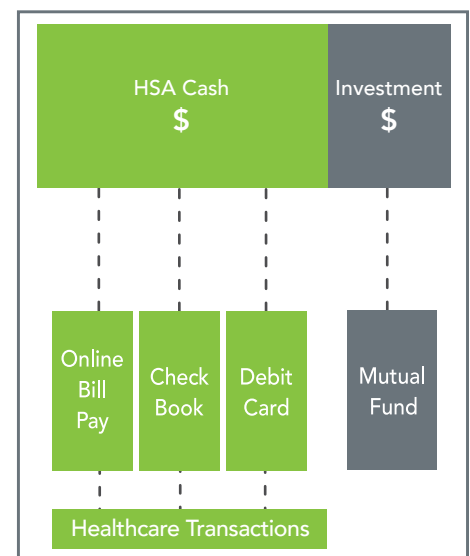 HSA Cash
$
Investment
$
Online
Bill
Pay
Check
Book
Debit
Card
Mutual
Fund
Healthcare Transactions